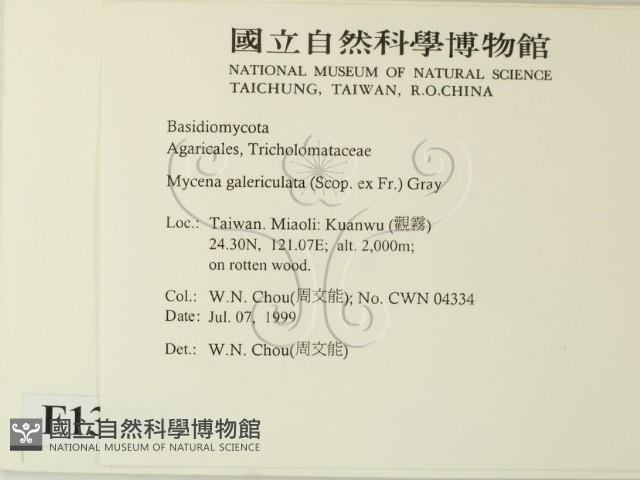 國立自然科學博物館
NATIONAL MUSEUM OF NATURAL SCIENCE
TAICHUNG, TAIWAN, R.O.CHINA
Basidiomycota
Agaricales, Tricholomataceae
Mycena galericulata (Scop. ex Fr.) Gray
Loc.: Taiwan. Miaoli: Kuanwu (觀霧)
24.30N, 121.07E; alt. 2,000m;
on rotten wood.
Col.: W.N. Chou(周文能); No. CWN 04334
Date: Jul. 07, 1999
Det.: W.N. Chou(周文能)
國立自然科學博物館
NATIONAL MUSEUM OF NATURAL SCIENCE